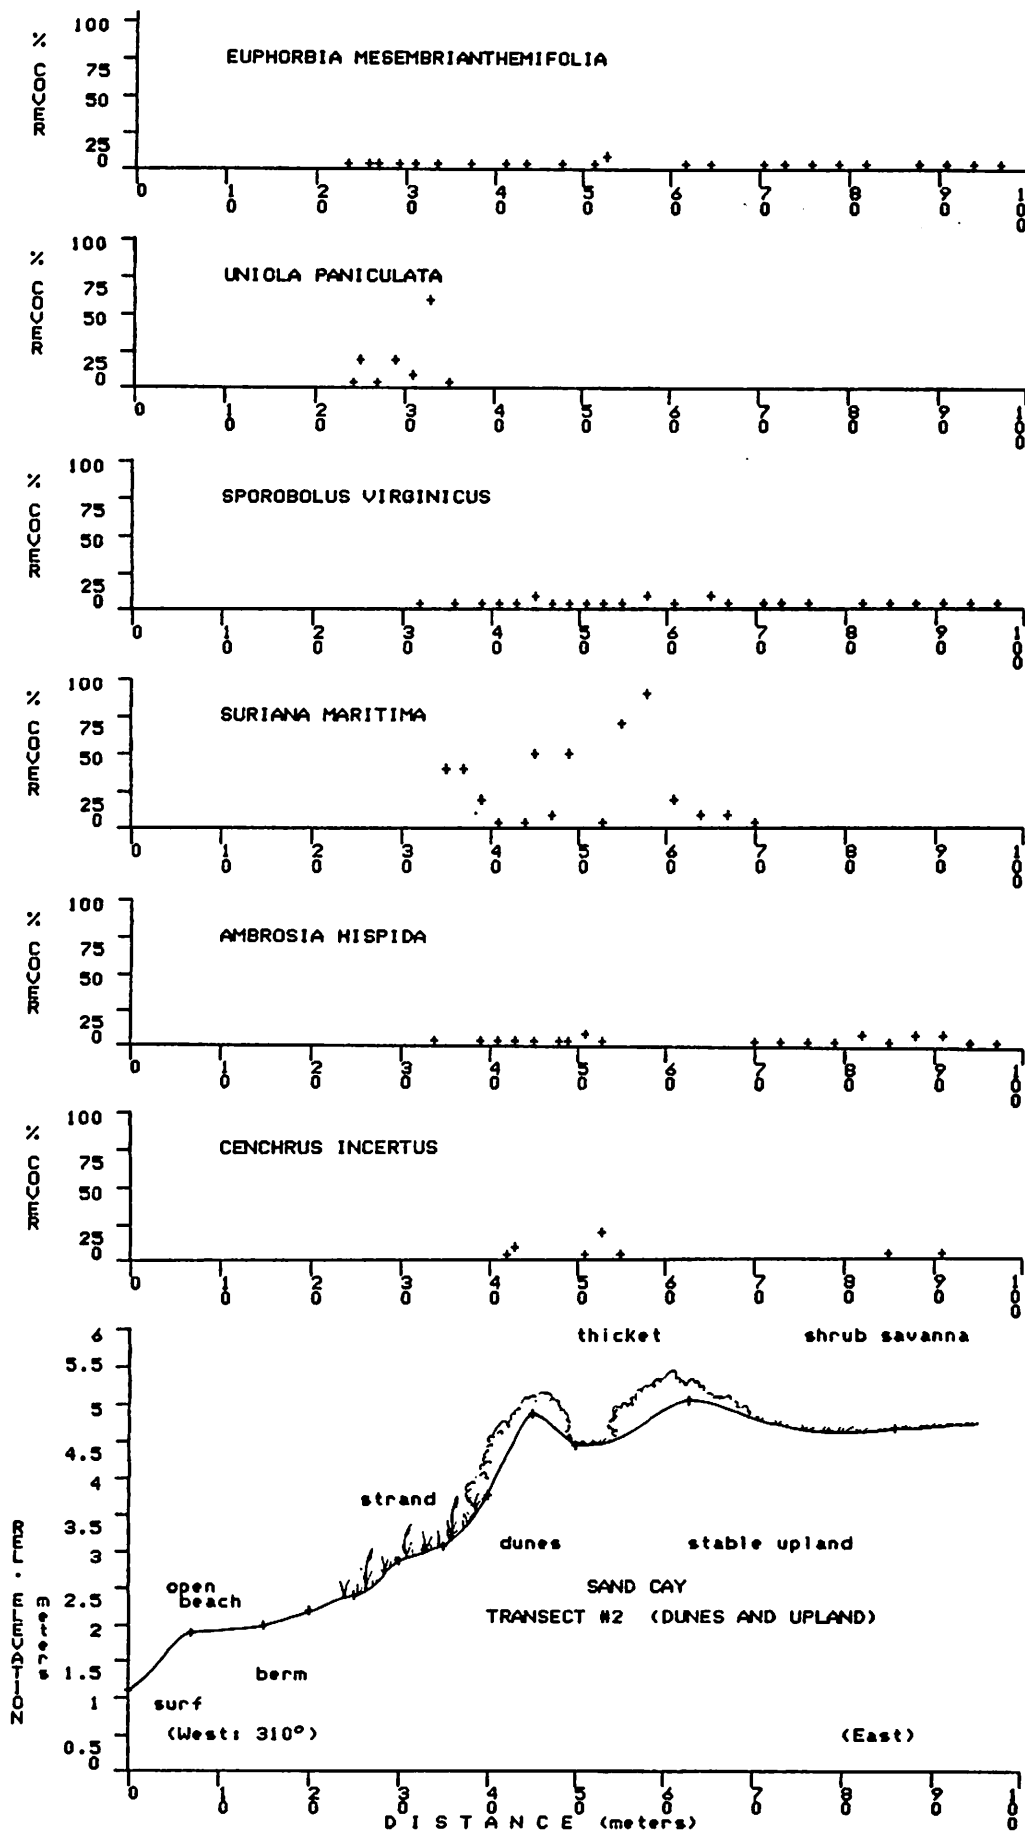 % COVER
100
75
50
25
0
EUPHORBIA MESEMBRIANTHEMIFOLIA
0 10 20 30 40 50 60 70 80 90 100
% COVER
100
75
50
25
0
UNIOLA PANICULATA
0 10 20 30 40 50 60 70 80 90 100
% COVER
100
75
50
25
0
SPOROBOLUS VIRGINICUS
0 10 20 30 40 50 60 70 80 90 100
% COVER
100
75
50
25
0
SURIANA MARITIMA
0 10 20 30 40 50 60 70 80 90 100
% COVER
100
75
50
25
0
AMBROSIA HISPIDA
0 10 20 30 40 50 60 70 80 90 100
% COVER
100
75
50
25
0
CENCHRUS INCERTUS
0 10 20 30 40 50 60 70 80 90 100
REL. ELEVATION
meters
6
5.5
5
4.5
4
3.5
3
2.5
2
1.5
1
0.5
0
thicket
shrub savanna
strand
dunes
stable upland
open
beach
SAND CAY
TRANSECT #2 (DUNES AND UPLAND)
berm
surf
(West: 310°)
(East)
0 10 20 30 40 50 60 70 80 90 100
DISTANCE (meters)